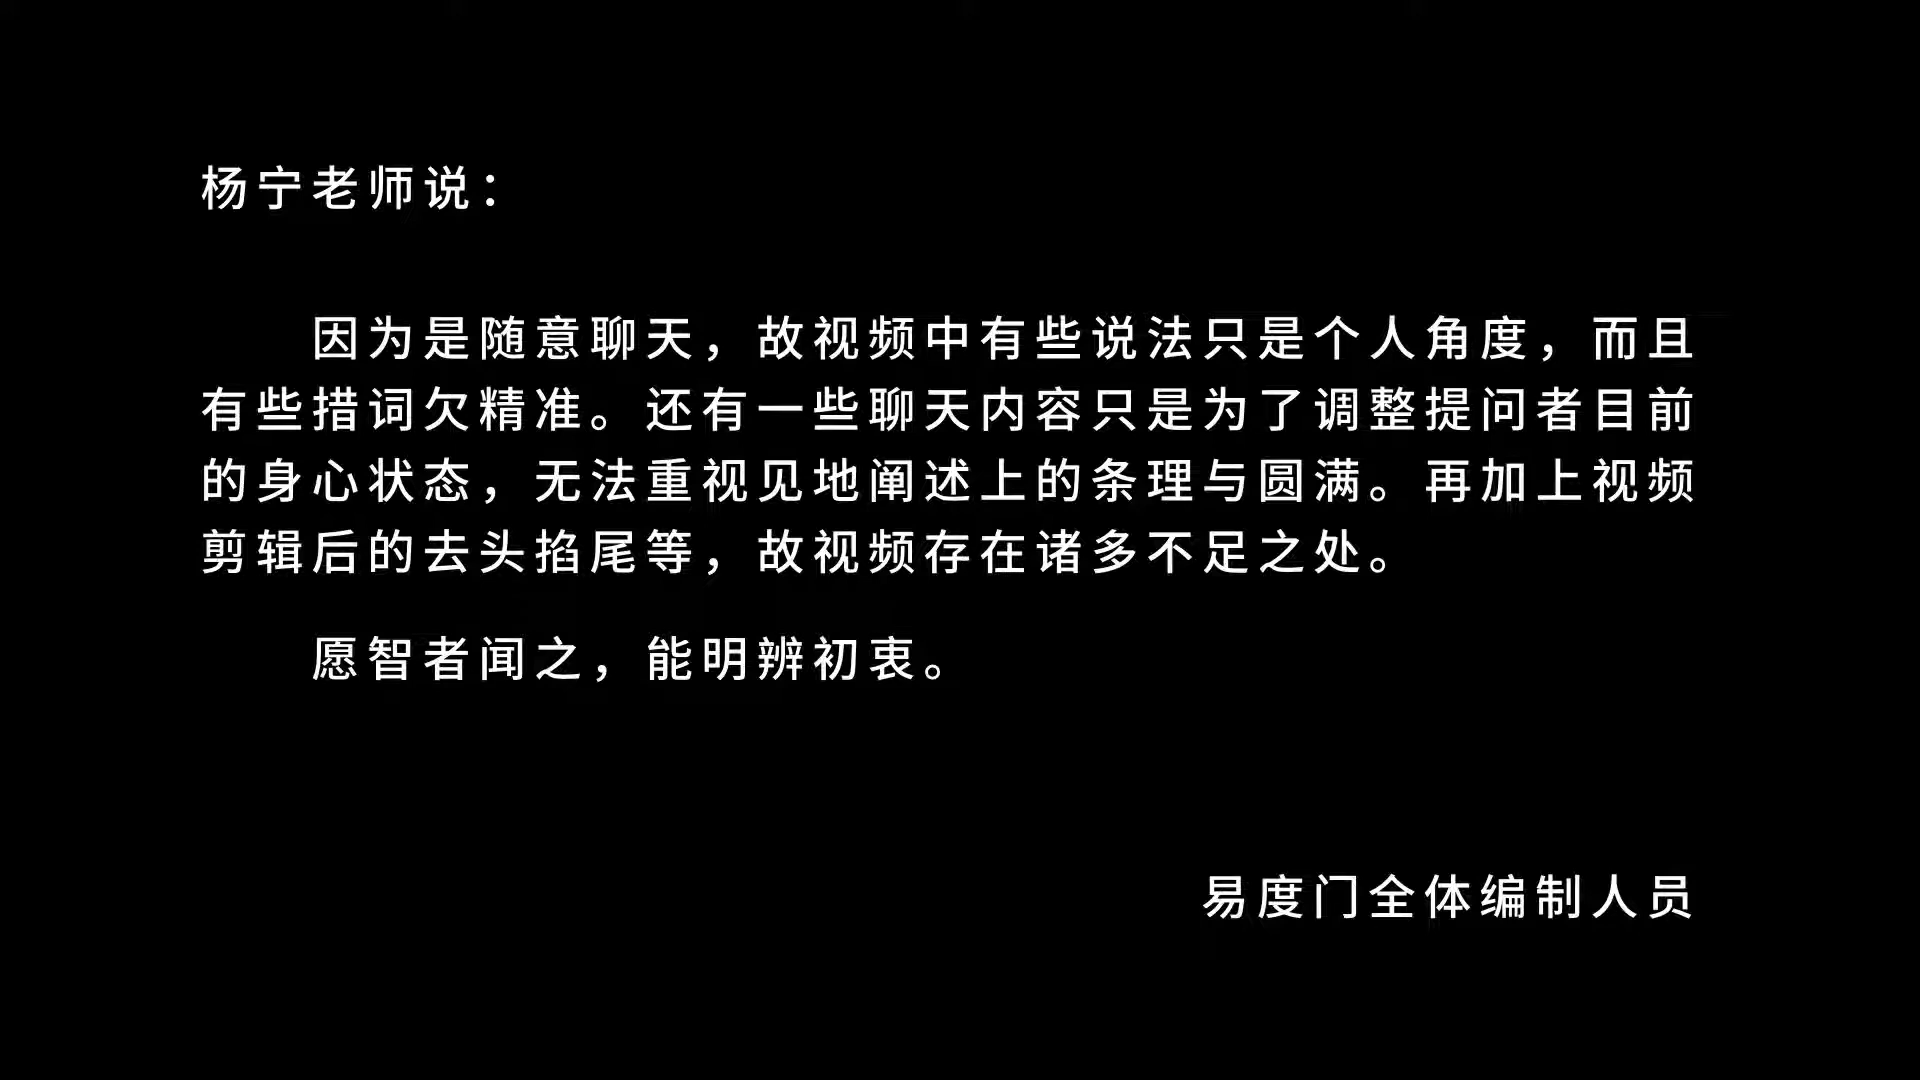 杨宁老师说：
因为是随意聊天，故视频中有些说法只是个人角度，而且
有些措词欠精准。还有一些聊天内容只是为了调整提问者目前
的身心状态，无法重视见地阐述上的条理与圆满。再加上视频
剪辑后的去头掐尾等，故视频存在诸多不足之处。
愿智者闻之，能明辨初衷。
易度门全体编制人员